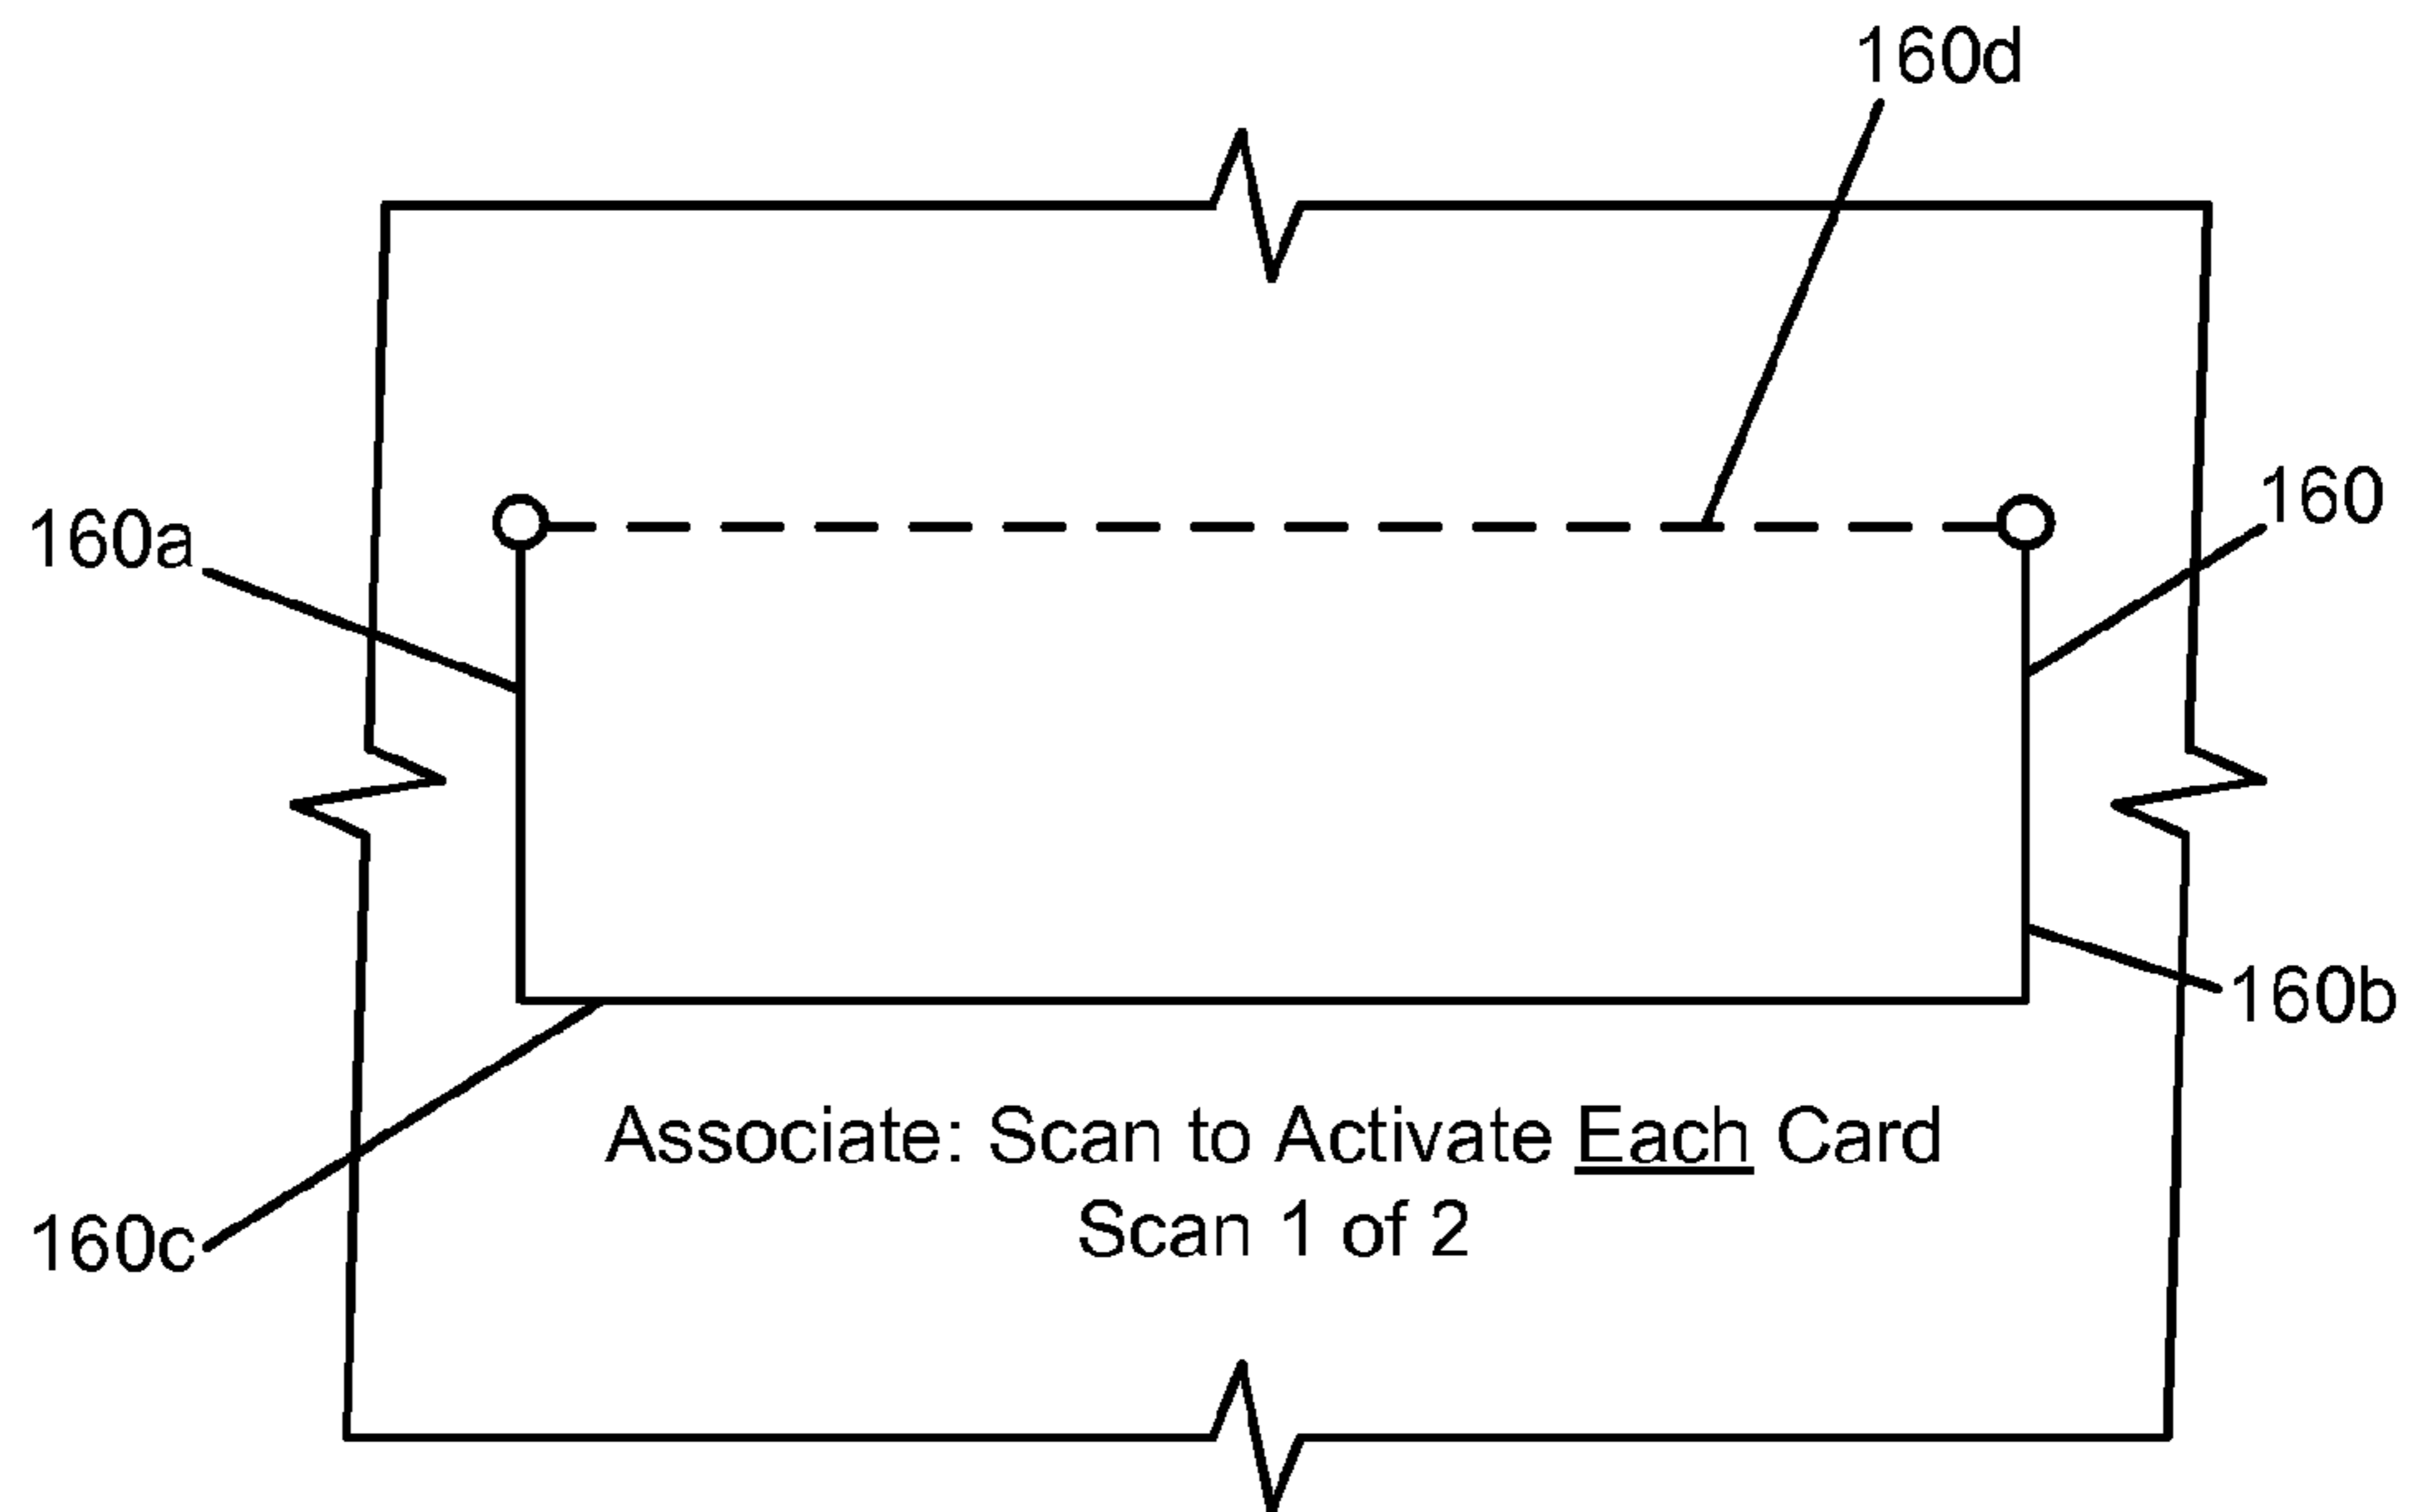 160d
160
160a
160b
Associate: Scan to Activate Each Card
Scan 1 of 2
160c